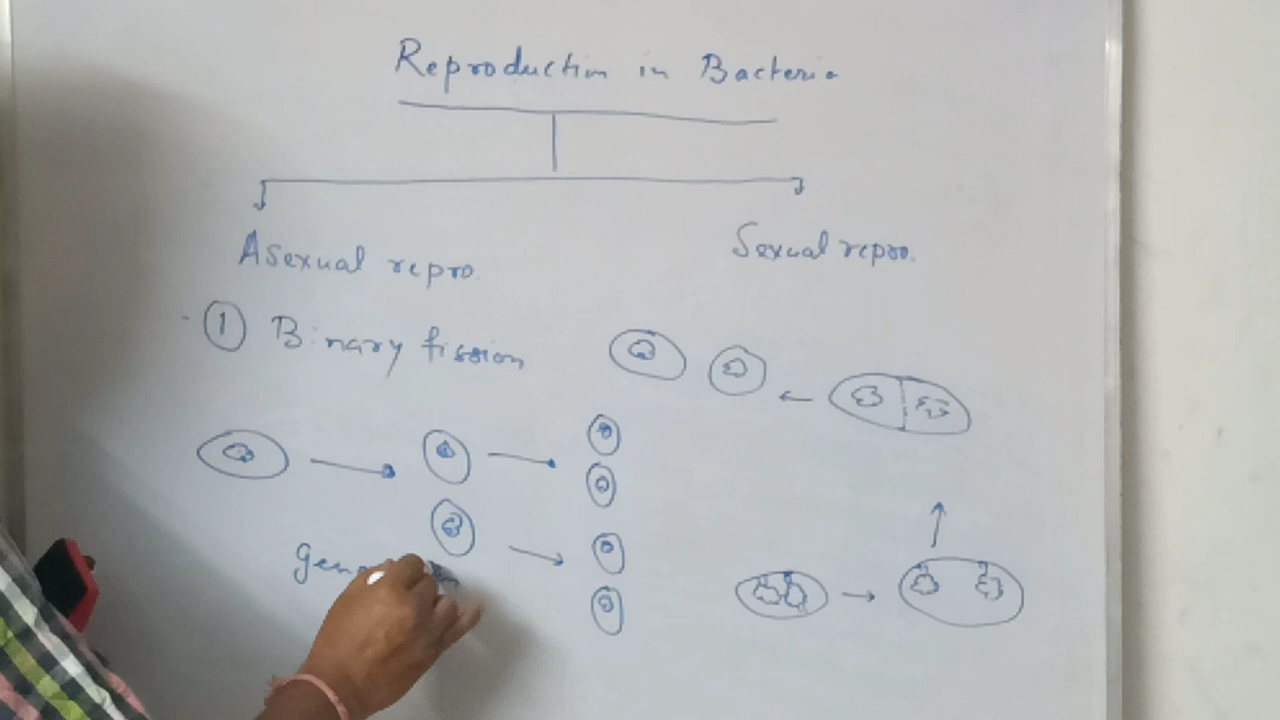 Reproduction in Bacteria
Asexual repro.
Sexual repro.
① Binary fission